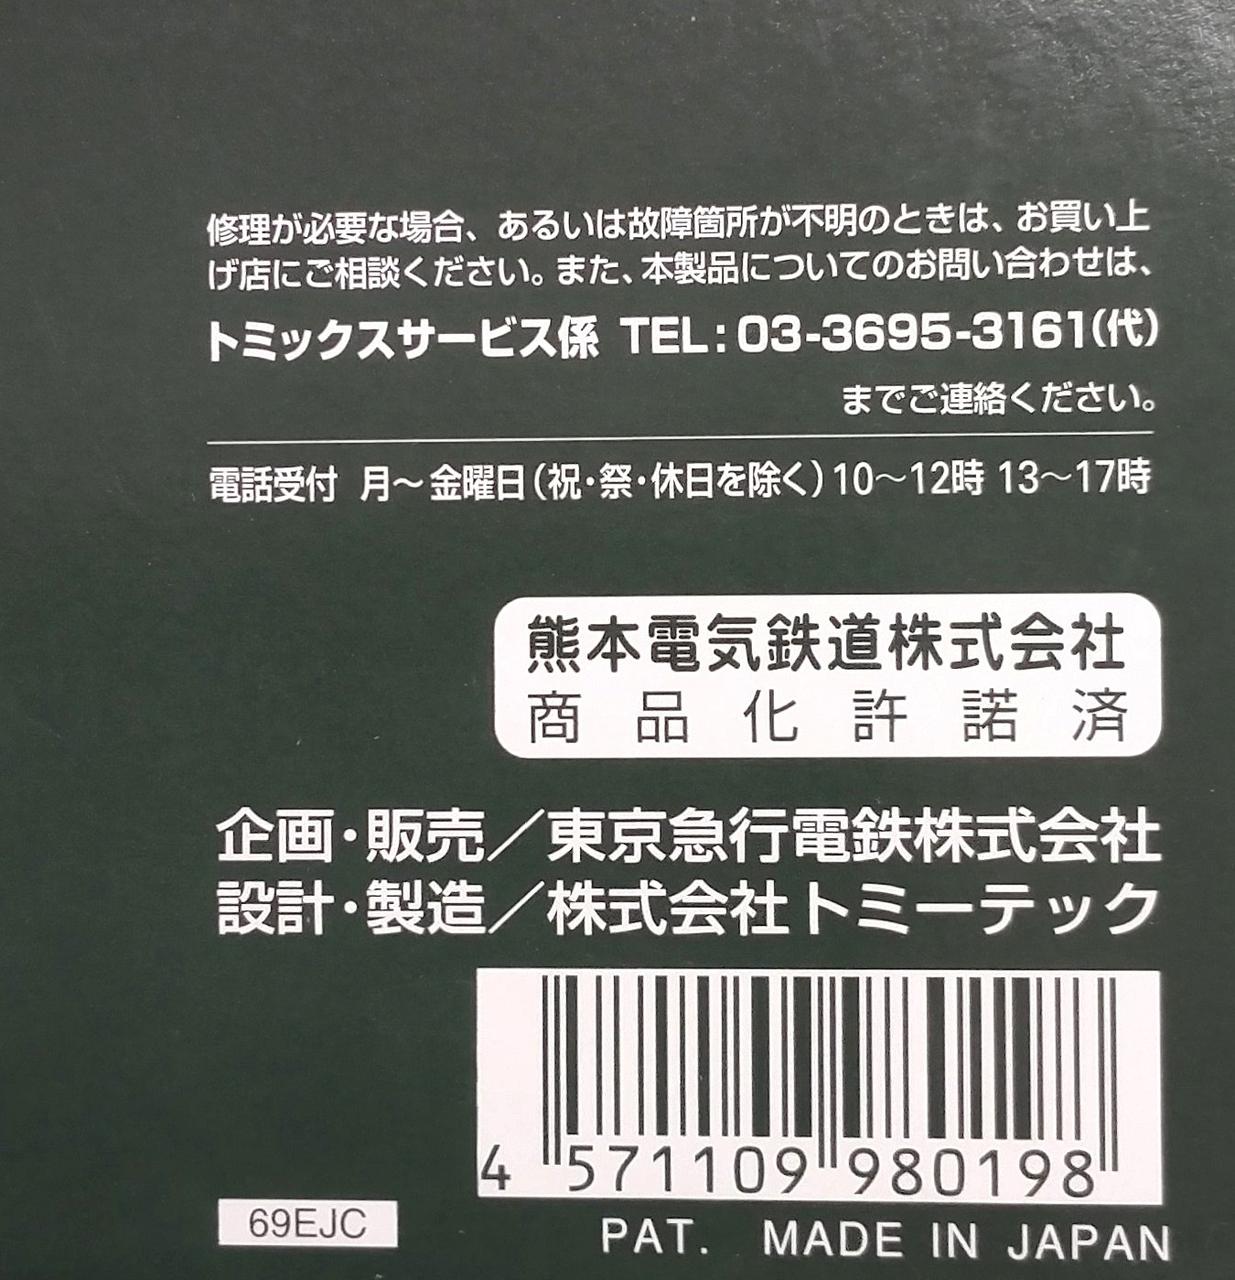 修理が必要な場合、あるいは故障箇所が不明のときは、お買い上
げ店にご相談ください。また、本製品についてのお問い合わせは、
トミックスサービス係 TEL:03-3695-3161(代)
までご連絡ください。
電話受付 月〜金曜日(祝・祭・休日を除く)10〜12時 13〜17時
熊本電気鉄道株式会社
商品化許諾済
企画・販売／東京急行電鉄株式会社
設計・製造／株式会社トミーテック
4 571109 980198
69EJC
PAT. MADE IN JAPAN